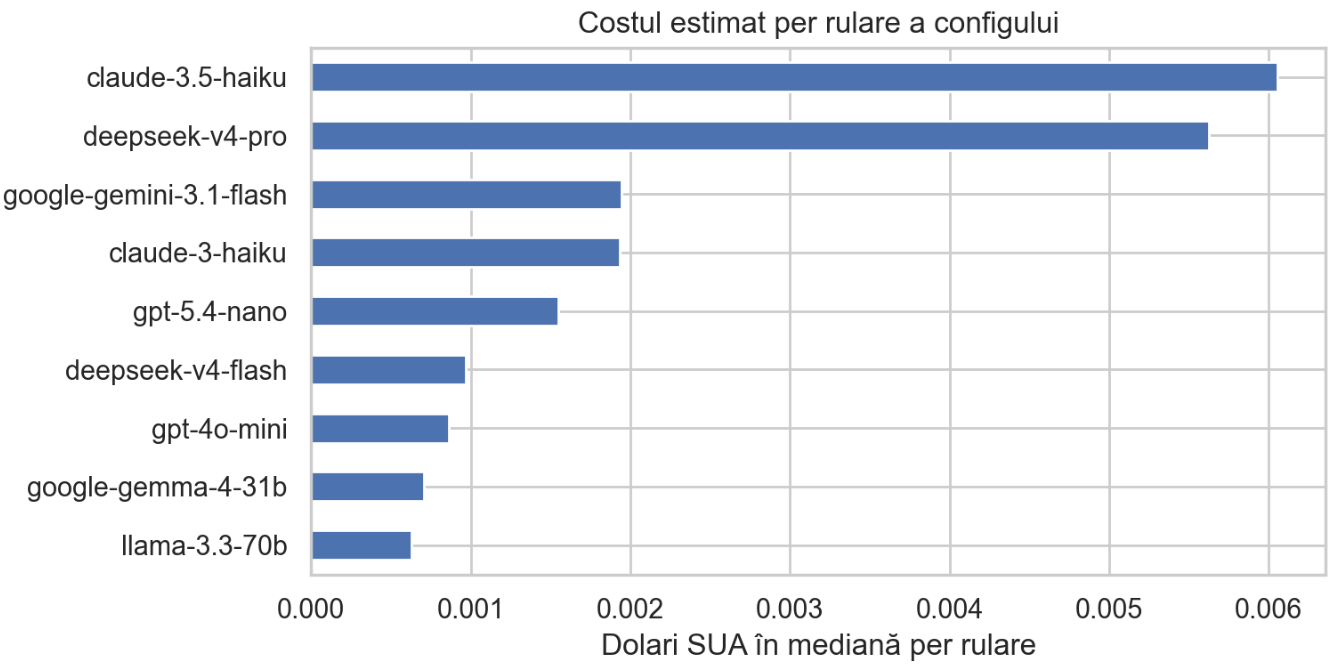 Costul estimat per rulare a configului
claude-3.5-haiku
deepseek-v4-pro
google-gemini-3.1-flash
claude-3-haiku
gpt-5.4-nano
deepseek-v4-flash
gpt-4o-mini
google-gemma-4-31b
llama-3.3-70b
0.000 0.001 0.002 0.003 0.004 0.005 0.006
Dolari SUA în mediană per rulare